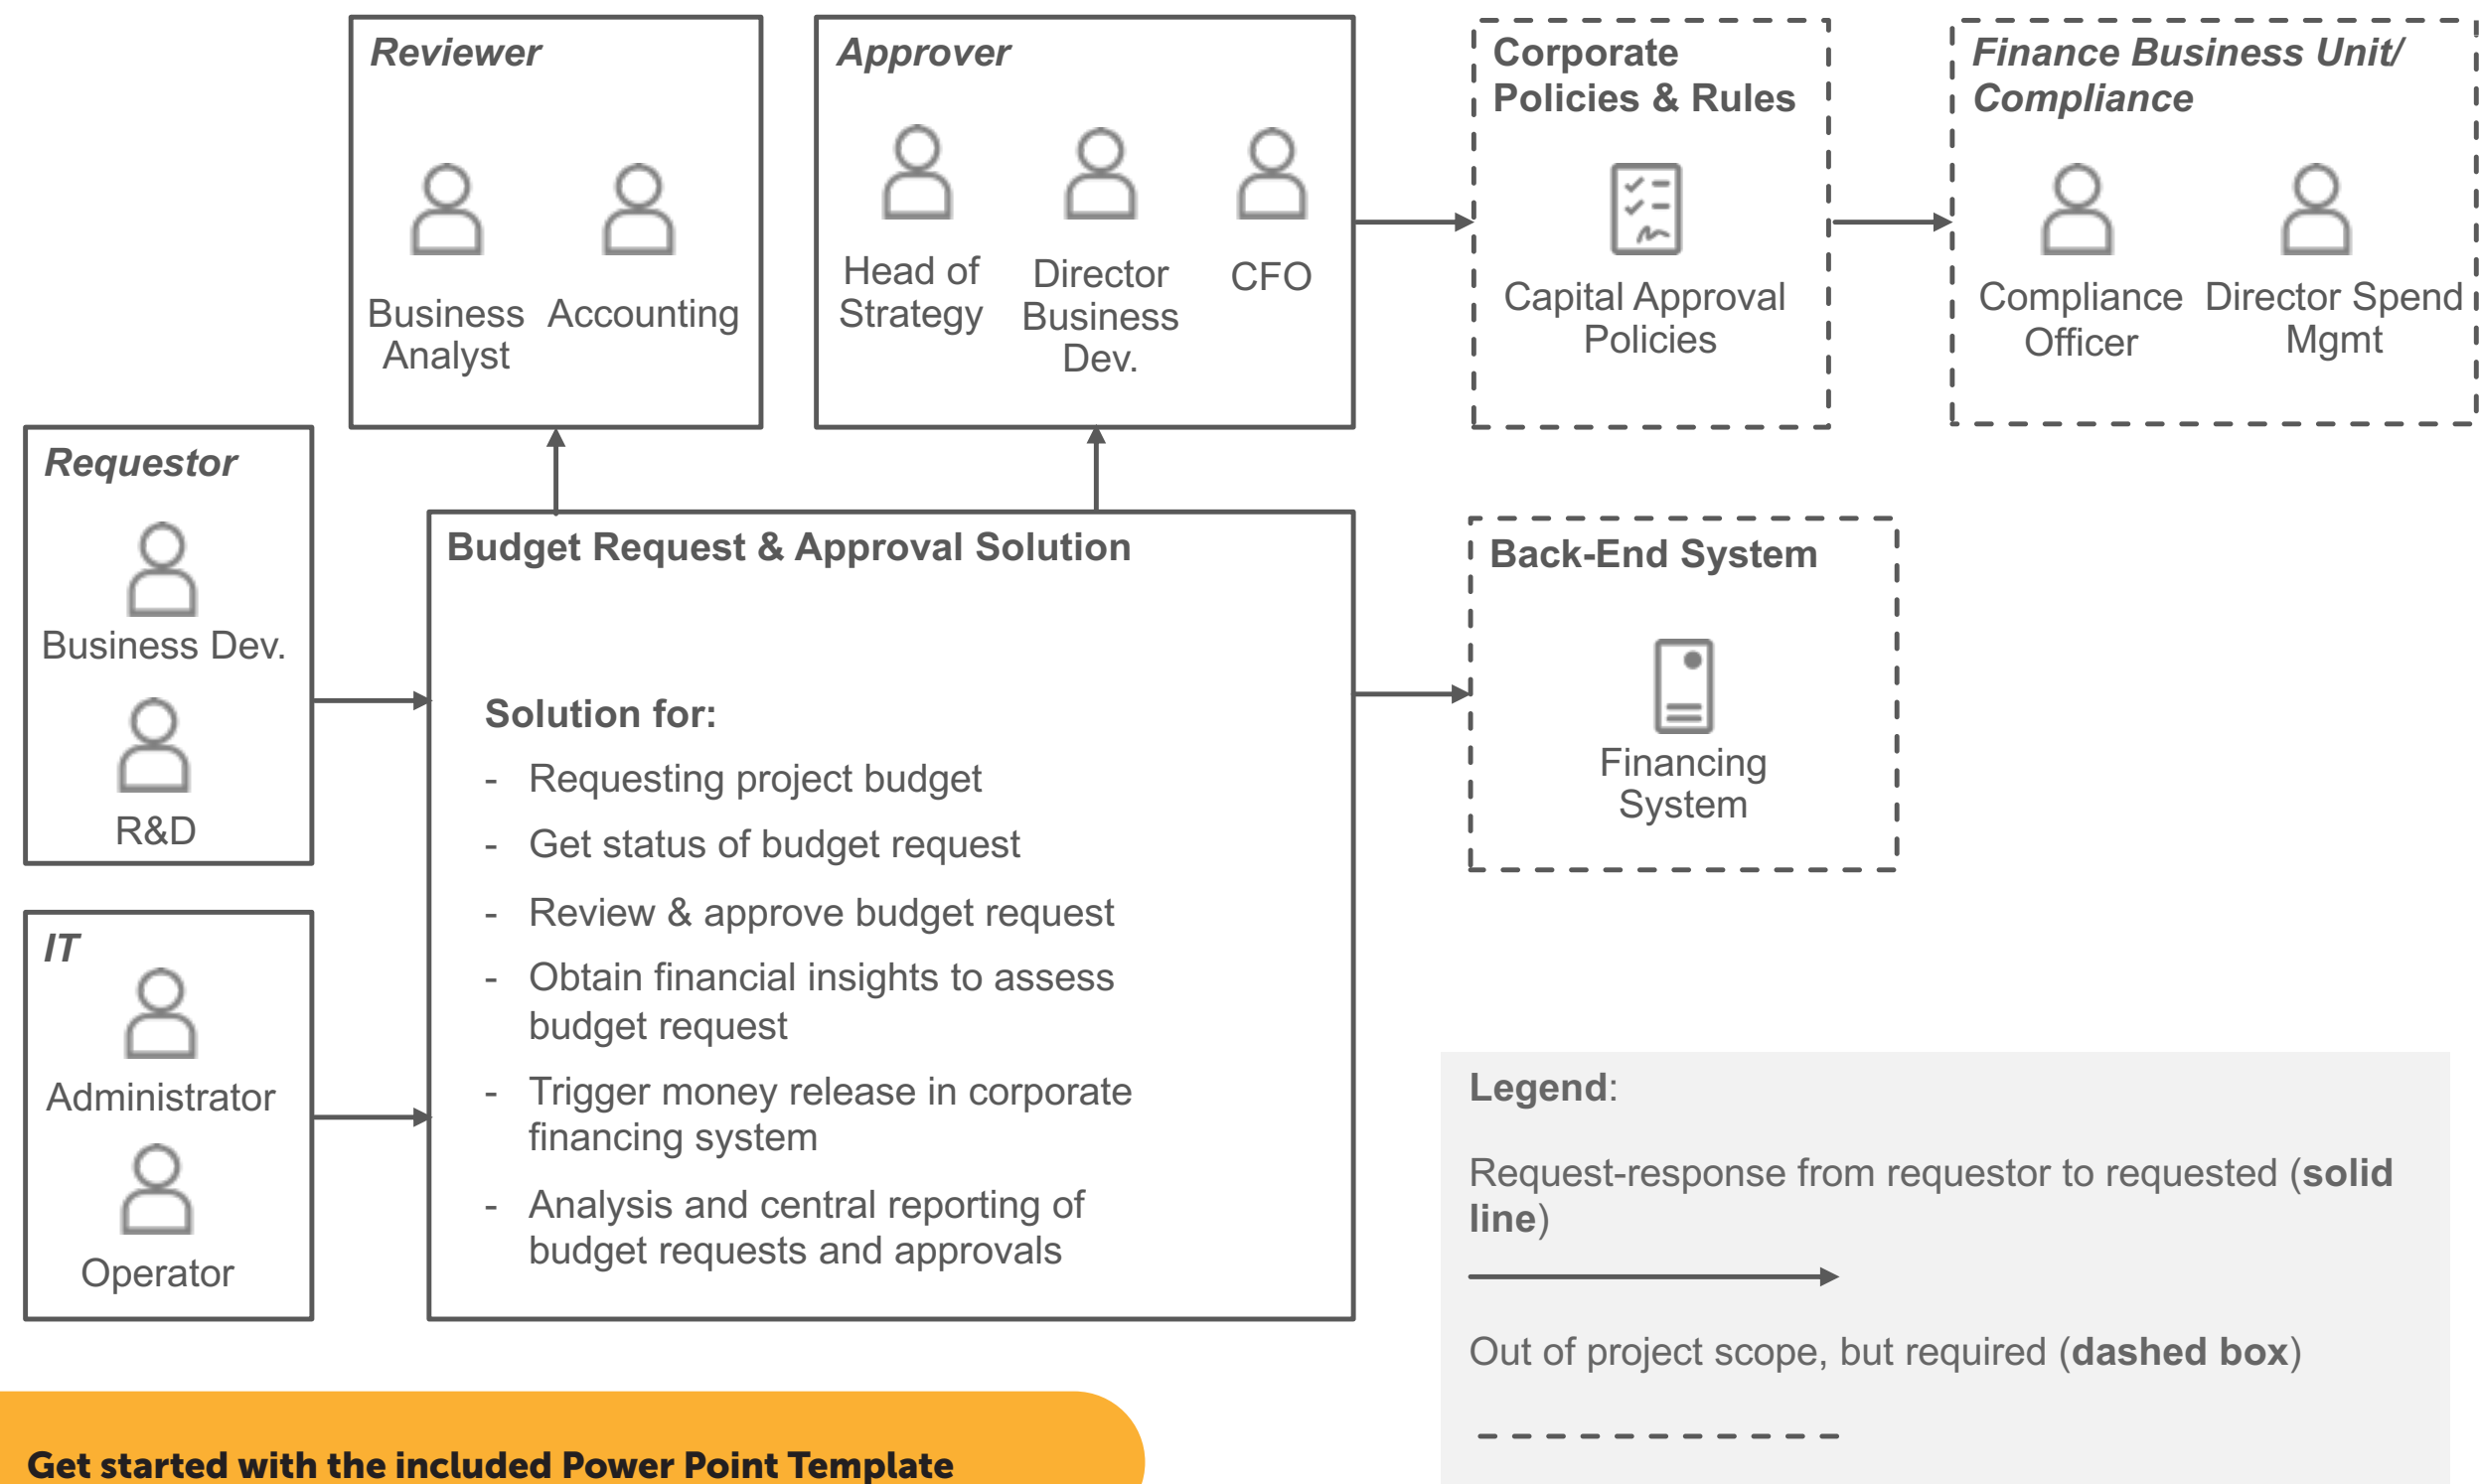 Reviewer
Business
Analyst
Accounting
Approver
Head of
Strategy
Director
Business
Dev.
CFO
Corporate
Policies & Rules
Capital Approval
Policies
Finance Business Unit/
Compliance
Compliance
Officer
Director Spend
Mgmt
Requestor
Business Dev.
R&D
IT
Administrator
Operator
Budget Request & Approval Solution
Solution for:
- Requesting project budget
- Get status of budget request
- Review & approve budget request
- Obtain financial insights to assess
budget request
- Trigger money release in corporate
financing system
- Analysis and central reporting of
budget requests and approvals
Back-End System
Financing
System
Legend:
Request-response from requestor to requested (solid
line)
Out of project scope, but required (dashed box)
Get started with the included Power Point Template